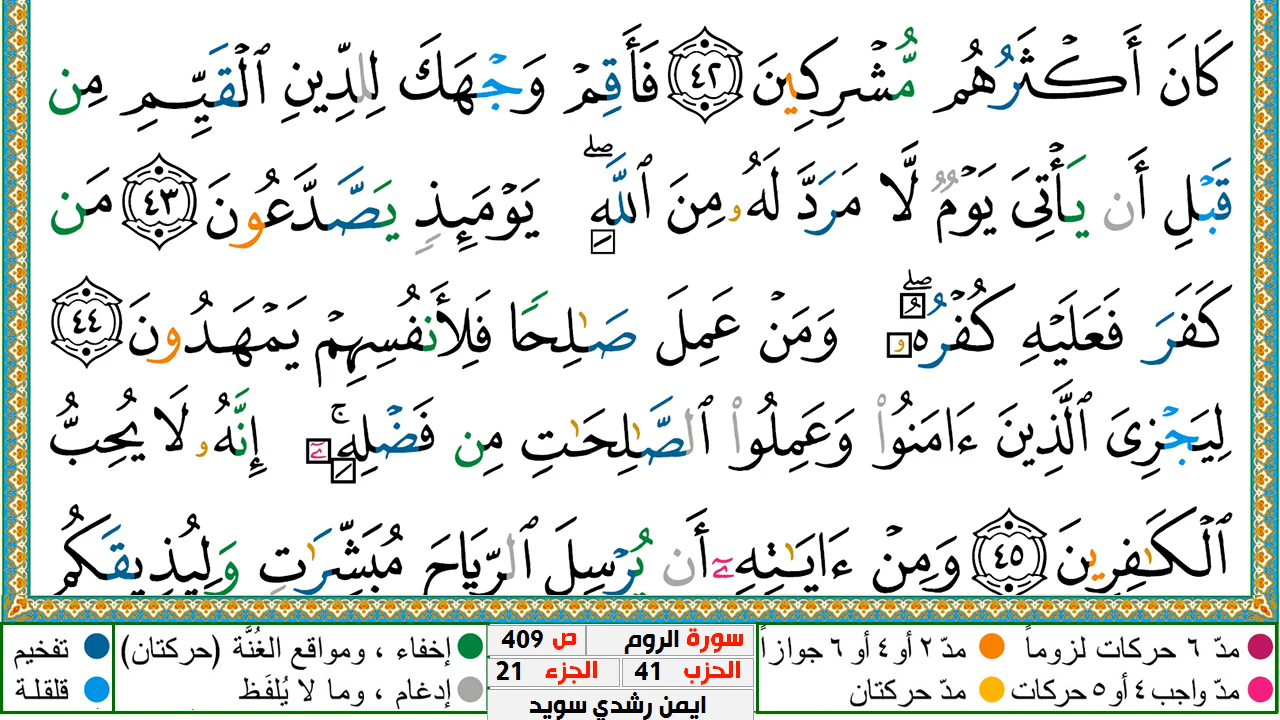 كَانَ أَكْثَرُهُم مُّشْرِكِينَ ٤٢ فَأَقِمْ وَجْهَكَ لِلدِّينِ ٱلْقَيِّمِ مِن
قَبْلِ أَن يَأْتِىَ يَوْمٌ لَّا مَرَدَّ لَهُۥ مِنَ ٱللَّهِ ۖ يَوْمَئِذٍ يَصَّدَّعُونَ ٤٣ مَن
كَفَرَ فَعَلَيْهِ كُفْرُهُۥ ۖ وَمَنْ عَمِلَ صَـٰلِحًا فَلِأَنفُسِهِمْ يَمْهَدُونَ ٤٤
لِيَجْزِىَ ٱلَّذِينَ ءَامَنُوا۟ وَعَمِلُوا۟ ٱلصَّـٰلِحَـٰتِ مِن فَضْلِهِۦٓ ۚ إِنَّهُۥ لَا يُحِبُّ
ٱلْكَـٰفِرِينَ ٤٥ وَمِنْ ءَايَـٰتِهِۦٓ أَن يُرْسِلَ ٱلرِّيَاحَ مُبَشِّرَٰتٍ وَلِيُذِيقَكُم
مدّ ٦ حركات لزوماً مدّ ٢ أو ٤ أو ٦ جوازاً سورة الروم ص 409 إخفاء ، ومواقع الغُنَّة (حركتان) تفخيم
مدّ واجب ٤ أو ٥ حركات مدّ حركتان الحزب 41 الجزء 21 إدغام ، وما لا يُلفَظ قلقلة
ايمن رشدي سويد